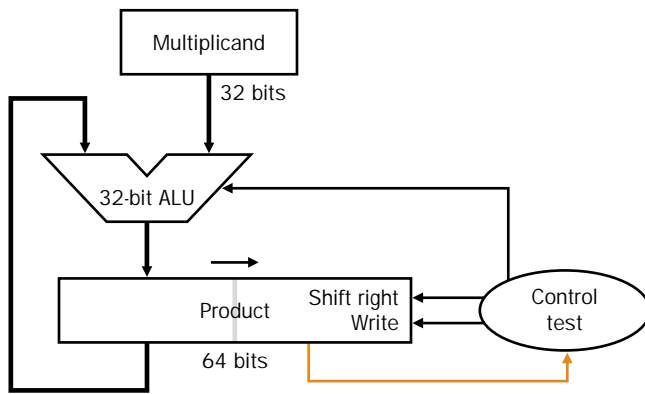 Multiplicand
32 bits
32-bit ALU
Product
Shift right
Write
Control
test
64 bits